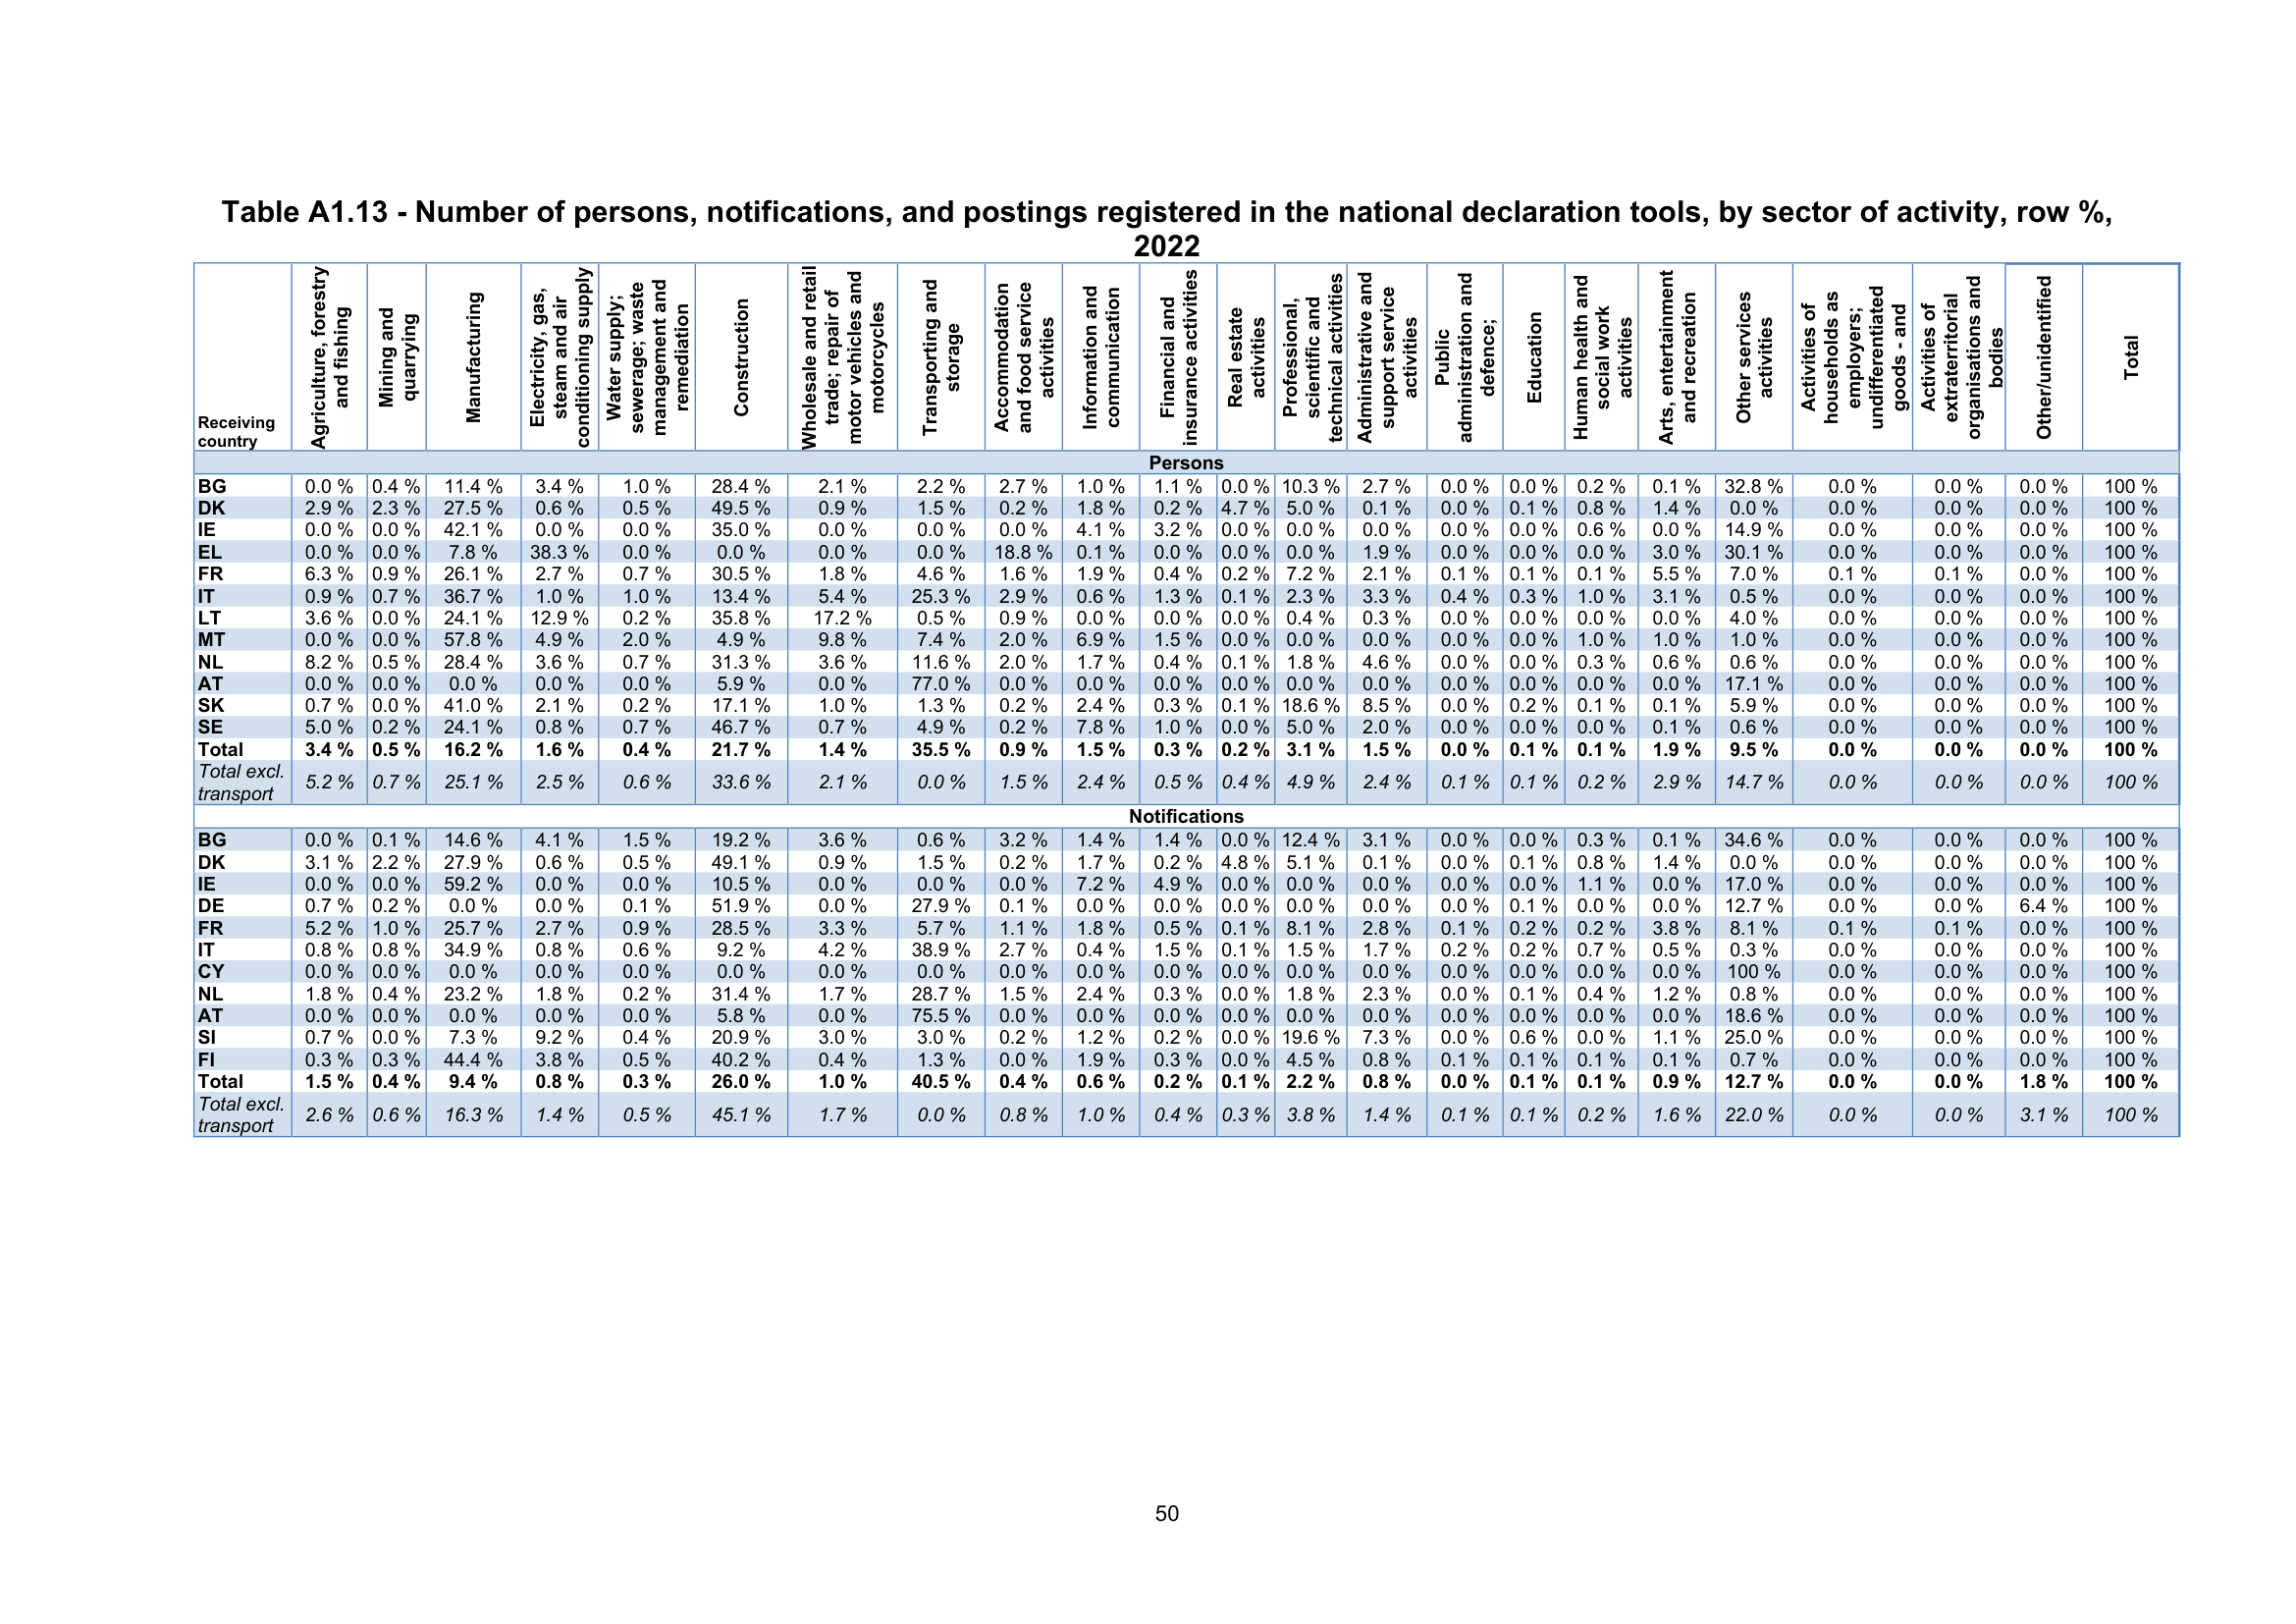 Table A1.13 - Number of persons, notifications, and postings registered in the national declaration tools, by sector of activity, row %,
2022
Receiving country | Agriculture, forestry and fishing | Mining and quarrying | Manufacturing | Electricity, gas, steam and air conditioning supply | Water supply; sewerage; waste management and remediation | Construction | Wholesale and retail trade; repair of motor vehicles and motorcycles | Transporting and storage | Accommodation and food service activities | Information and communication | Financial and insurance activities | Real estate activities | Professional, scientific and technical activities | Administrative and support service activities | Public administration and defence; | Education | Human health and social work activities | Arts, entertainment and recreation | Other services activities | Activities of households as employers; undifferentiated goods - and | Activities of extraterritorial organisations and bodies | Other/unidentified | Total
Persons
BG 0.0 % 0.4 % 11.4 % 3.4 % 1.0 % 28.4 % 2.1 % 2.2 % 2.7 % 1.0 % 1.1 % 0.0 % 10.3 % 2.7 % 0.0 % 0.0 % 0.2 % 0.1 % 32.8 % 0.0 % 0.0 % 0.0 % 100 %
DK 2.9 % 2.3 % 27.5 % 0.6 % 0.5 % 49.5 % 0.9 % 1.5 % 0.2 % 1.8 % 0.2 % 4.7 % 5.0 % 0.1 % 0.0 % 0.1 % 0.8 % 1.4 % 0.0 % 0.0 % 0.0 % 0.0 % 100 %
IE 0.0 % 0.0 % 42.1 % 0.0 % 0.0 % 35.0 % 0.0 % 0.0 % 0.0 % 4.1 % 3.2 % 0.0 % 0.0 % 0.0 % 0.0 % 0.0 % 0.6 % 0.0 % 14.9 % 0.0 % 0.0 % 0.0 % 100 %
EL 0.0 % 0.0 % 7.8 % 38.3 % 0.0 % 0.0 % 0.0 % 0.0 % 18.8 % 0.1 % 0.0 % 0.0 % 0.0 % 1.9 % 0.0 % 0.0 % 0.0 % 3.0 % 30.1 % 0.0 % 0.0 % 0.0 % 100 %
FR 6.3 % 0.9 % 26.1 % 2.7 % 0.7 % 30.5 % 1.8 % 4.6 % 1.6 % 1.9 % 0.4 % 0.2 % 7.2 % 2.1 % 0.1 % 0.1 % 0.1 % 5.5 % 7.0 % 0.1 % 0.1 % 0.0 % 100 %
IT 0.9 % 0.7 % 36.7 % 1.0 % 1.0 % 13.4 % 5.4 % 25.3 % 2.9 % 0.6 % 1.3 % 0.1 % 2.3 % 3.3 % 0.4 % 0.3 % 1.0 % 3.1 % 0.5 % 0.0 % 0.0 % 0.0 % 100 %
LT 3.6 % 0.0 % 24.1 % 12.9 % 0.2 % 35.8 % 17.2 % 0.5 % 0.9 % 0.0 % 0.0 % 0.0 % 0.4 % 0.3 % 0.0 % 0.0 % 0.0 % 0.0 % 4.0 % 0.0 % 0.0 % 0.0 % 100 %
MT 0.0 % 0.0 % 57.8 % 4.9 % 2.0 % 4.9 % 9.8 % 7.4 % 2.0 % 6.9 % 1.5 % 0.0 % 0.0 % 0.0 % 0.0 % 0.0 % 1.0 % 1.0 % 1.0 % 0.0 % 0.0 % 0.0 % 100 %
NL 8.2 % 0.5 % 28.4 % 3.6 % 0.7 % 31.3 % 3.6 % 11.6 % 2.0 % 1.7 % 0.4 % 0.1 % 1.8 % 4.6 % 0.0 % 0.0 % 0.3 % 0.6 % 0.6 % 0.0 % 0.0 % 0.0 % 100 %
AT 0.0 % 0.0 % 0.0 % 0.0 % 0.0 % 5.9 % 0.0 % 77.0 % 0.0 % 0.0 % 0.0 % 0.0 % 0.0 % 0.0 % 0.0 % 0.0 % 0.0 % 0.0 % 17.1 % 0.0 % 0.0 % 0.0 % 100 %
SK 0.7 % 0.0 % 41.0 % 2.1 % 0.2 % 17.1 % 1.0 % 1.3 % 0.2 % 2.4 % 0.3 % 0.1 % 18.6 % 8.5 % 0.0 % 0.2 % 0.1 % 0.1 % 5.9 % 0.0 % 0.0 % 0.0 % 100 %
SE 5.0 % 0.2 % 24.1 % 0.8 % 0.7 % 46.7 % 0.7 % 4.9 % 0.2 % 7.8 % 1.0 % 0.0 % 5.0 % 2.0 % 0.0 % 0.0 % 0.0 % 0.1 % 0.6 % 0.0 % 0.0 % 0.0 % 100 %
Total 3.4 % 0.5 % 16.2 % 1.6 % 0.4 % 21.7 % 1.4 % 35.5 % 0.9 % 1.5 % 0.3 % 0.2 % 3.1 % 1.5 % 0.0 % 0.1 % 0.1 % 1.9 % 9.5 % 0.0 % 0.0 % 0.0 % 100 %
Total excl. transport 5.2 % 0.7 % 25.1 % 2.5 % 0.6 % 33.6 % 2.1 % 0.0 % 1.5 % 2.4 % 0.5 % 0.4 % 4.9 % 2.4 % 0.1 % 0.1 % 0.2 % 2.9 % 14.7 % 0.0 % 0.0 % 0.0 % 100 %
Notifications
BG 0.0 % 0.1 % 14.6 % 4.1 % 1.5 % 19.2 % 3.6 % 0.6 % 3.2 % 1.4 % 1.4 % 0.0 % 12.4 % 3.1 % 0.0 % 0.0 % 0.3 % 0.1 % 34.6 % 0.0 % 0.0 % 0.0 % 100 %
DK 3.1 % 2.2 % 27.9 % 0.6 % 0.5 % 49.1 % 0.9 % 1.5 % 0.2 % 1.7 % 0.2 % 4.8 % 5.1 % 0.1 % 0.0 % 0.1 % 0.8 % 1.4 % 0.0 % 0.0 % 0.0 % 0.0 % 100 %
IE 0.0 % 0.0 % 59.2 % 0.0 % 0.0 % 10.5 % 0.0 % 0.0 % 0.0 % 7.2 % 4.9 % 0.0 % 0.0 % 0.0 % 0.0 % 0.0 % 1.1 % 0.0 % 17.0 % 0.0 % 0.0 % 0.0 % 100 %
DE 0.7 % 0.2 % 0.0 % 0.0 % 0.1 % 51.9 % 0.0 % 27.9 % 0.1 % 0.0 % 0.0 % 0.0 % 0.0 % 0.0 % 0.0 % 0.1 % 0.0 % 0.0 % 12.7 % 0.0 % 0.0 % 6.4 % 100 %
FR 5.2 % 1.0 % 25.7 % 2.7 % 0.9 % 28.5 % 3.3 % 5.7 % 1.1 % 1.8 % 0.5 % 0.1 % 8.1 % 2.8 % 0.1 % 0.2 % 0.2 % 3.8 % 8.1 % 0.1 % 0.1 % 0.0 % 100 %
IT 0.8 % 0.8 % 34.9 % 0.8 % 0.6 % 9.2 % 4.2 % 38.9 % 2.7 % 0.4 % 1.5 % 0.1 % 1.5 % 1.7 % 0.2 % 0.2 % 0.7 % 0.5 % 0.3 % 0.0 % 0.0 % 0.0 % 100 %
CY 0.0 % 0.0 % 0.0 % 0.0 % 0.0 % 0.0 % 0.0 % 0.0 % 0.0 % 0.0 % 0.0 % 0.0 % 0.0 % 0.0 % 0.0 % 0.0 % 0.0 % 0.0 % 100 % 0.0 % 0.0 % 0.0 % 100 %
NL 1.8 % 0.4 % 23.2 % 1.8 % 0.2 % 31.4 % 1.7 % 28.7 % 1.5 % 2.4 % 0.3 % 0.0 % 1.8 % 2.3 % 0.0 % 0.1 % 0.4 % 1.2 % 0.8 % 0.0 % 0.0 % 0.0 % 100 %
AT 0.0 % 0.0 % 0.0 % 0.0 % 0.0 % 5.8 % 0.0 % 75.5 % 0.0 % 0.0 % 0.0 % 0.0 % 0.0 % 0.0 % 0.0 % 0.0 % 0.0 % 0.0 % 18.6 % 0.0 % 0.0 % 0.0 % 100 %
SI 0.7 % 0.0 % 7.3 % 9.2 % 0.4 % 20.9 % 3.0 % 3.0 % 0.2 % 1.2 % 0.2 % 0.0 % 19.6 % 7.3 % 0.0 % 0.6 % 0.0 % 1.1 % 25.0 % 0.0 % 0.0 % 0.0 % 100 %
FI 0.3 % 0.3 % 44.4 % 3.8 % 0.5 % 40.2 % 0.4 % 1.3 % 0.0 % 1.9 % 0.3 % 0.0 % 4.5 % 0.8 % 0.1 % 0.1 % 0.1 % 0.1 % 0.7 % 0.0 % 0.0 % 0.0 % 100 %
Total 1.5 % 0.4 % 9.4 % 0.8 % 0.3 % 26.0 % 1.0 % 40.5 % 0.4 % 0.6 % 0.2 % 0.1 % 2.2 % 0.8 % 0.0 % 0.1 % 0.1 % 0.9 % 12.7 % 0.0 % 0.0 % 1.8 % 100 %
Total excl. transport 2.6 % 0.6 % 16.3 % 1.4 % 0.5 % 45.1 % 1.7 % 0.0 % 0.8 % 1.0 % 0.4 % 0.3 % 3.8 % 1.4 % 0.1 % 0.1 % 0.2 % 1.6 % 22.0 % 0.0 % 0.0 % 3.1 % 100 %
50